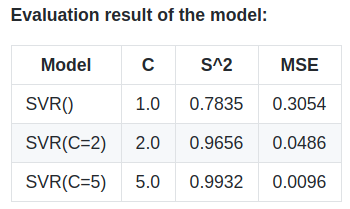 Evaluation result of the model:
Model C S^2 MSE
SVR() 1.0 0.7835 0.3054
SVR(C=2) 2.0 0.9656 0.0486
SVR(C=5) 5.0 0.9932 0.0096